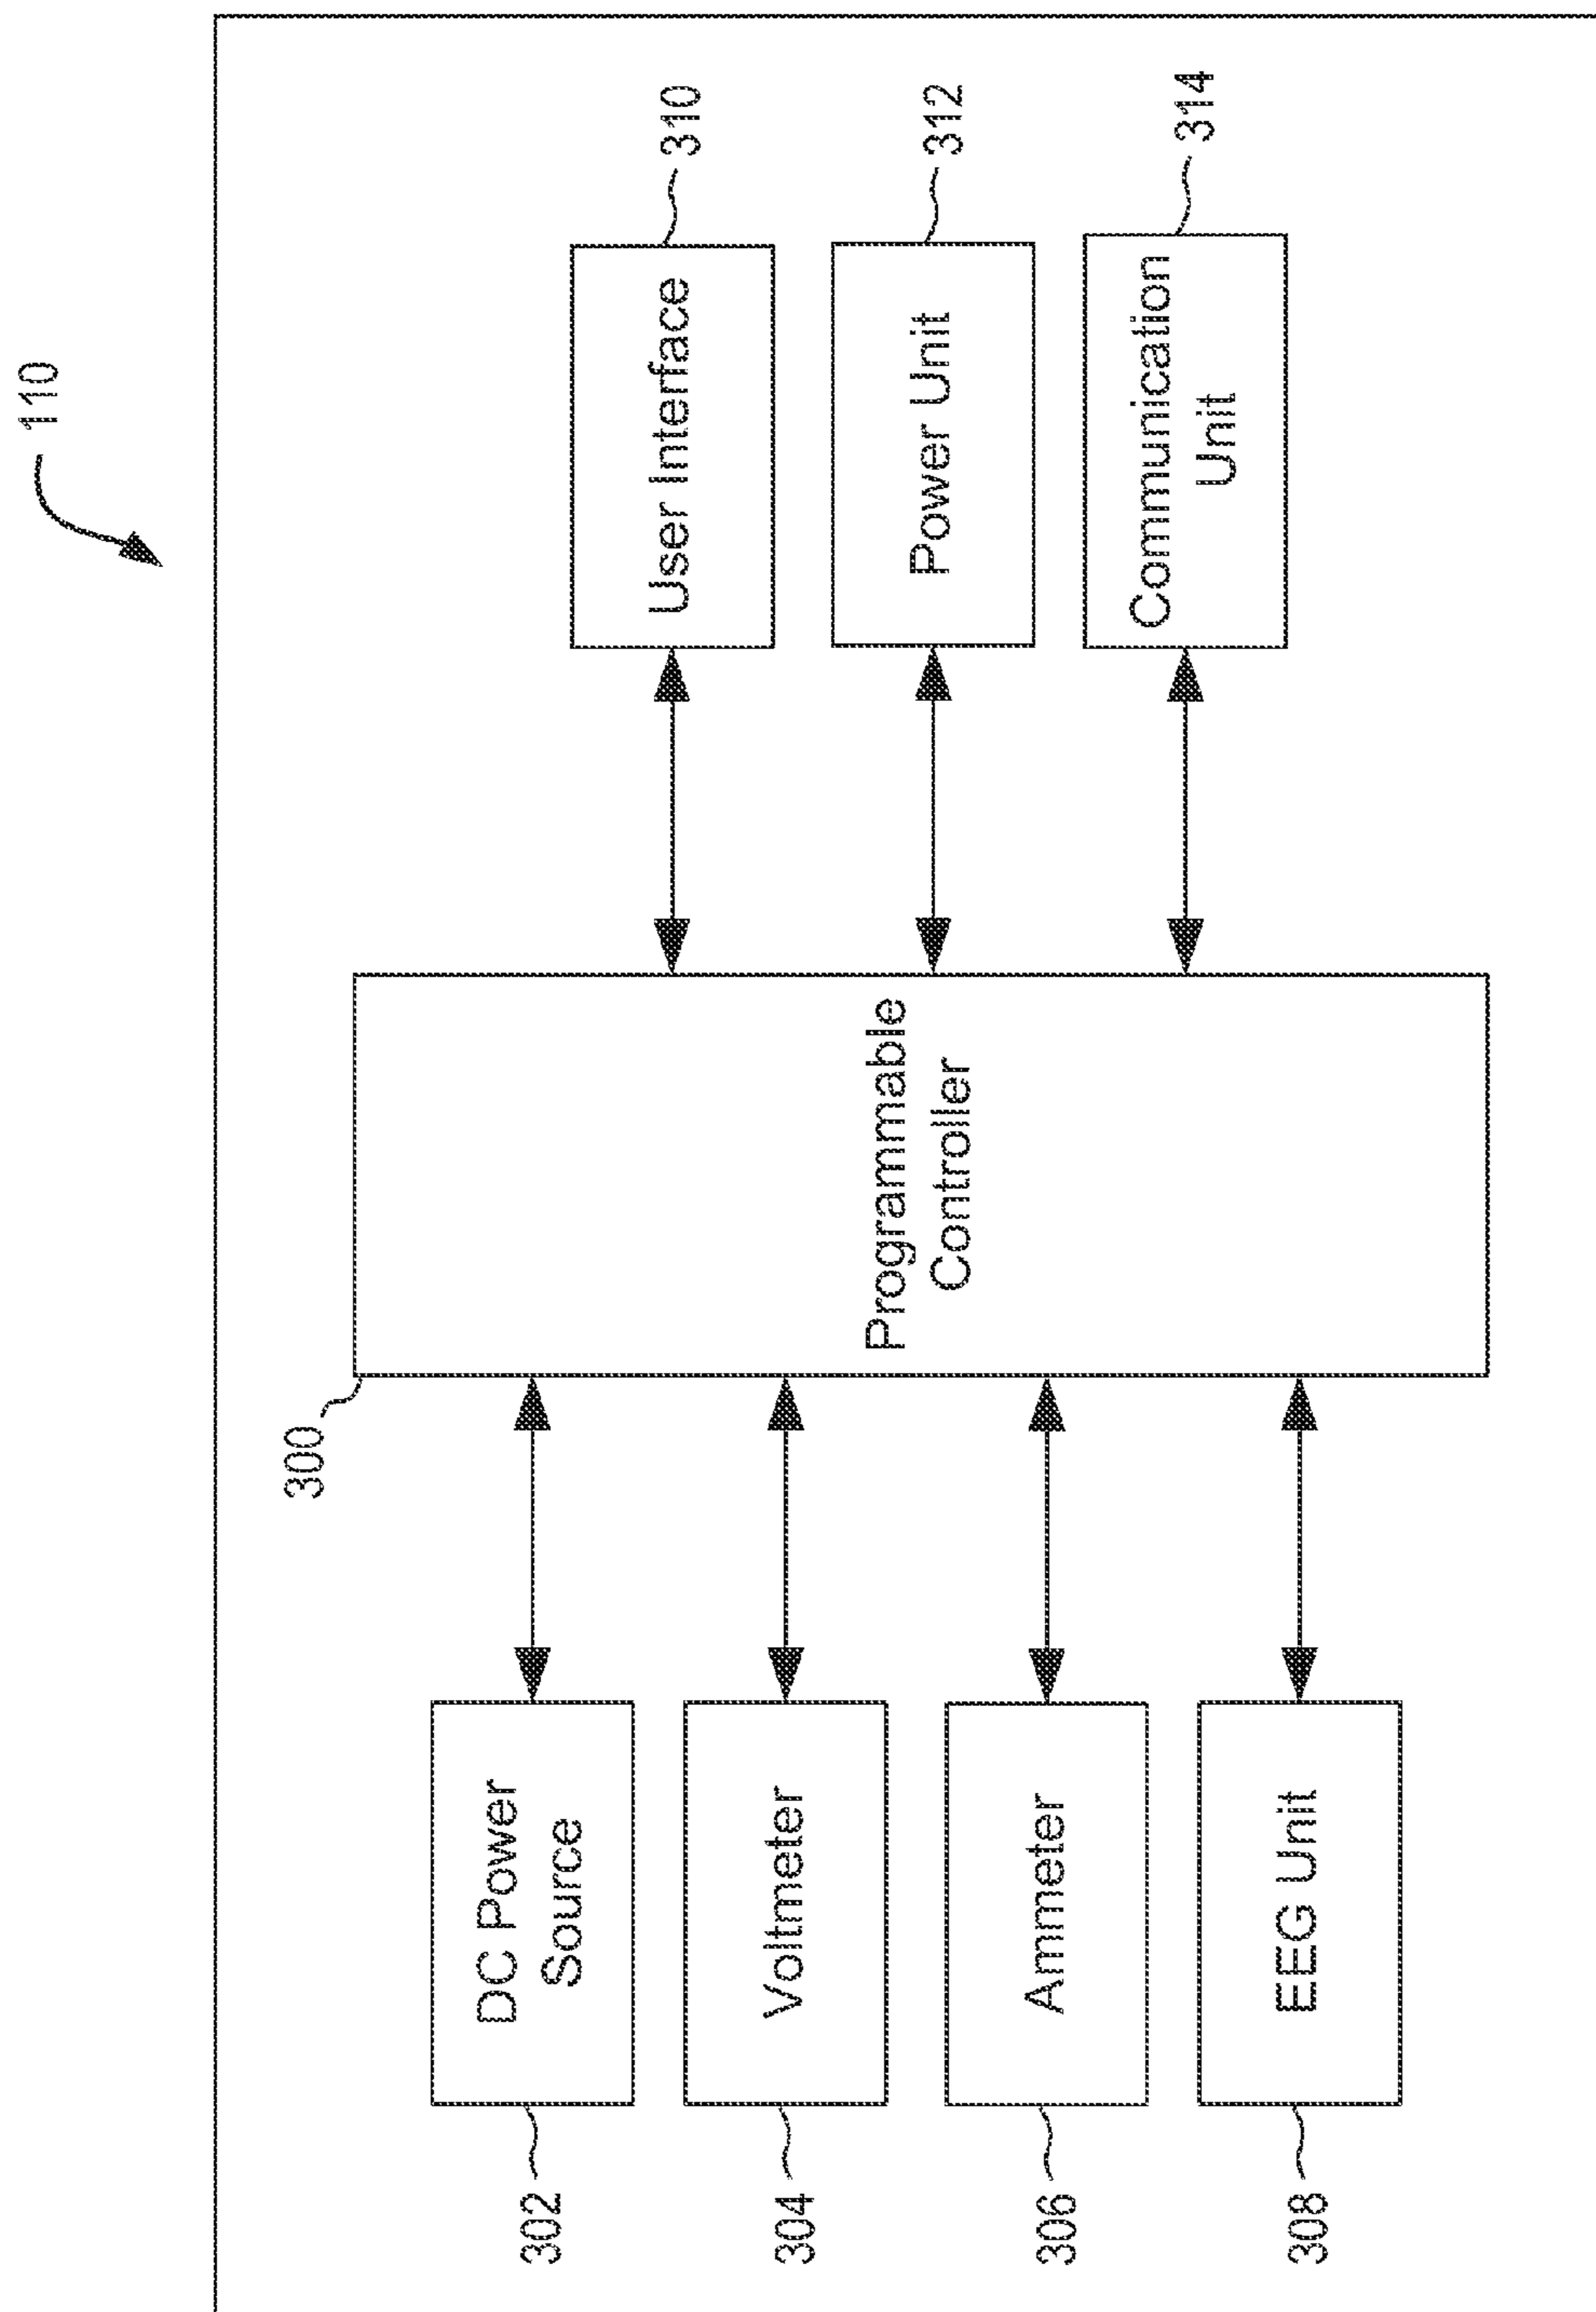 110
300
302
DC Power
Source
304
Voltmeter
306
Ammeter
308
EEG Unit
Programmable
Controller
User Interface
310
Power Unit
312
Communication
Unit
314